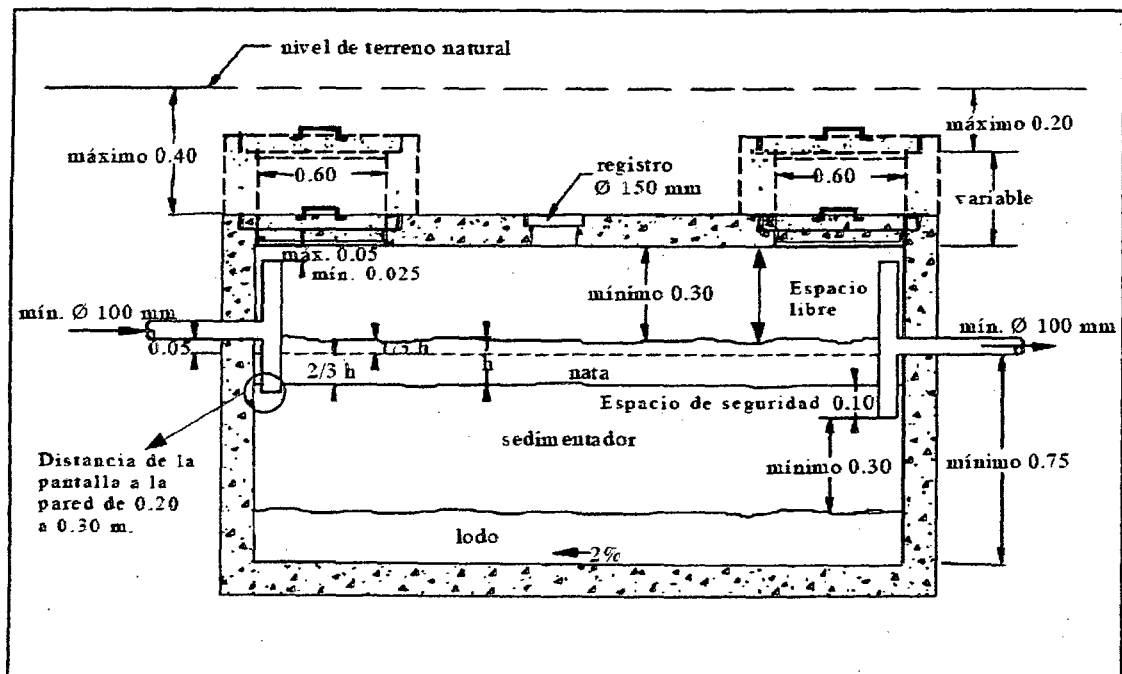 nivel de terreno natural
máximo 0.40
máximo 0.20
0.60
registro
Ø 150 mm
0.60
variable
máx. 0.05
mín. 0.025
mínimo 0.30
Espacio
libre
mín. Ø 100 mm
mín. Ø 100 mm
0.05
1/3 h
2/3 h
h
nata
Espacio de seguridad 0.10
sedimentador
mínimo 0.30
mínimo 0.75
Distancia de la
pantalla a la
pared de 0.20
a 0.30 m.
lodo
2%